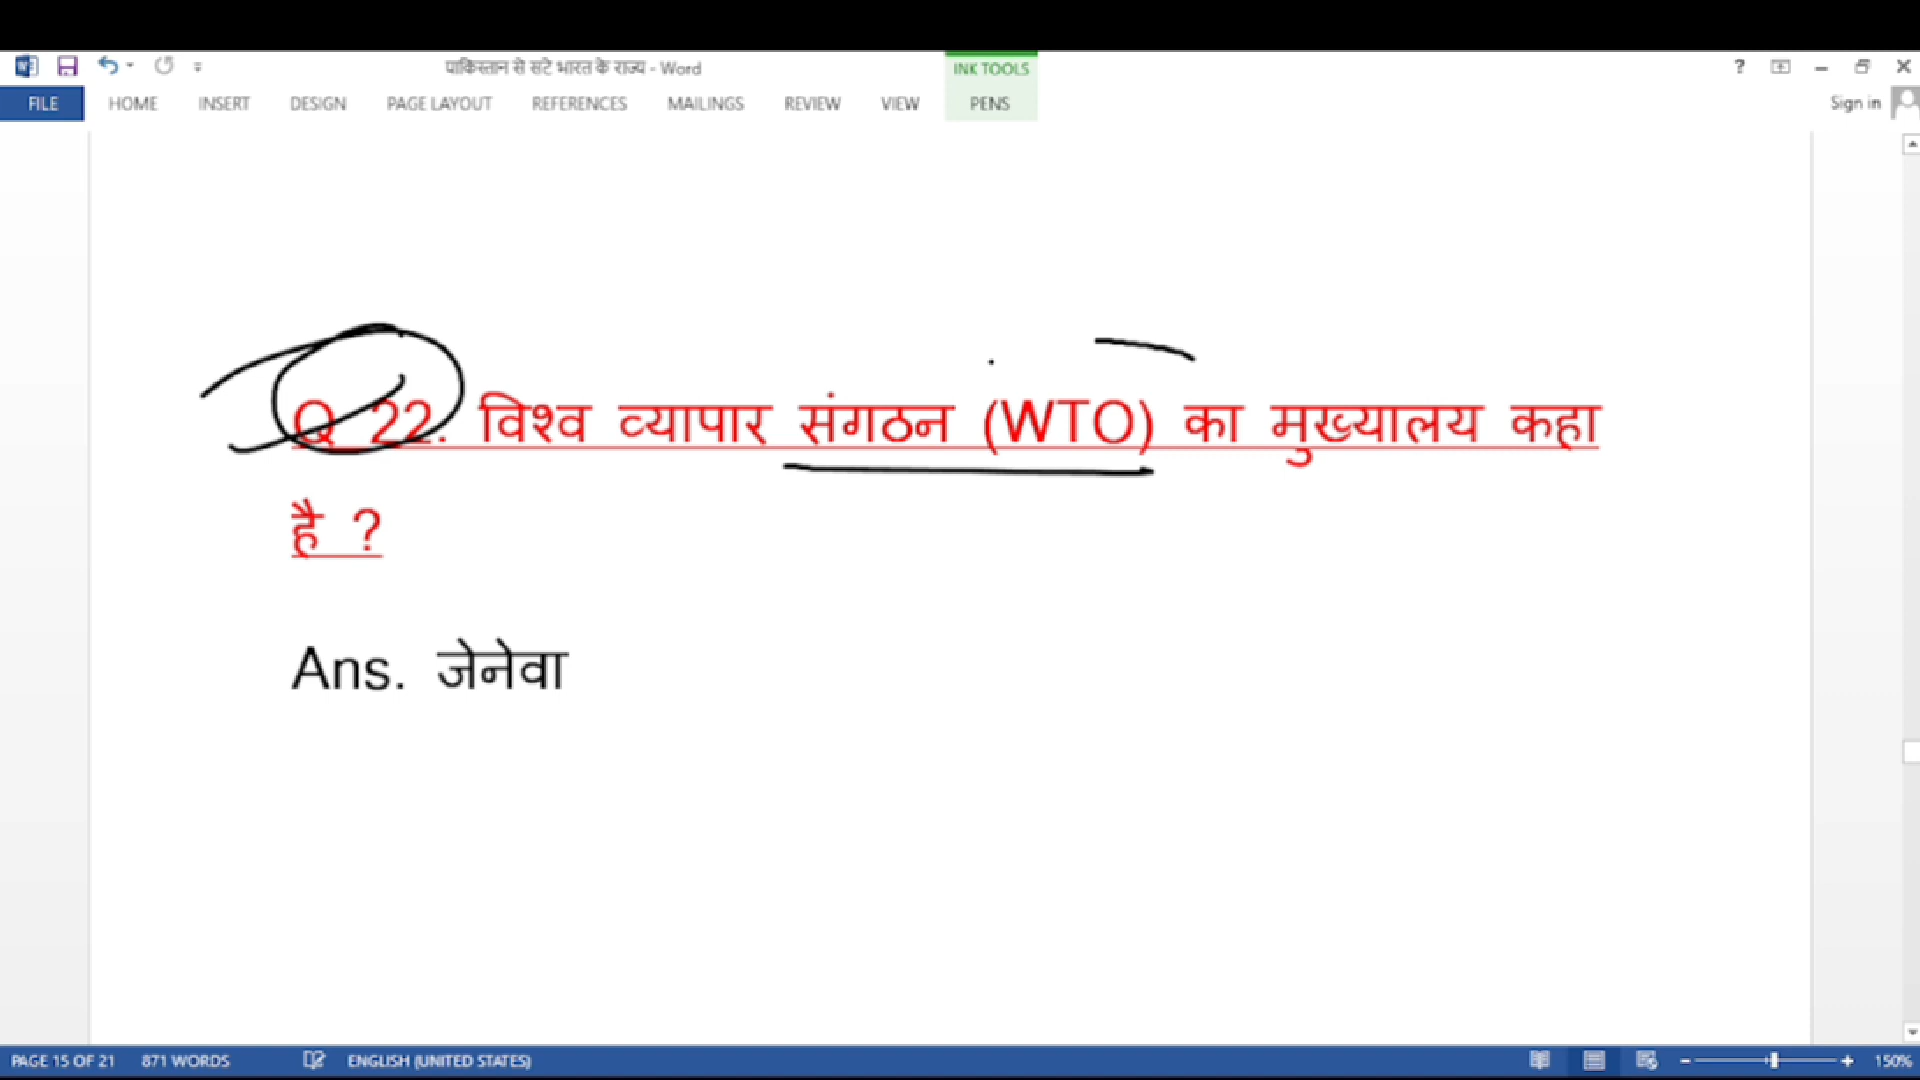 पाकिस्तान से सटे भारत के राज्य - Word
INK TOOLS
?
FILE HOME INSERT DESIGN PAGE LAYOUT REFERENCES MAILINGS REVIEW VIEW PENS
Sign in
Q 22. विश्व व्यापार संगठन (WTO) का मुख्यालय कहा
है ?
Ans. जेनेवा
PAGE 15 OF 21 871 WORDS ENGLISH (UNITED STATES) 150%